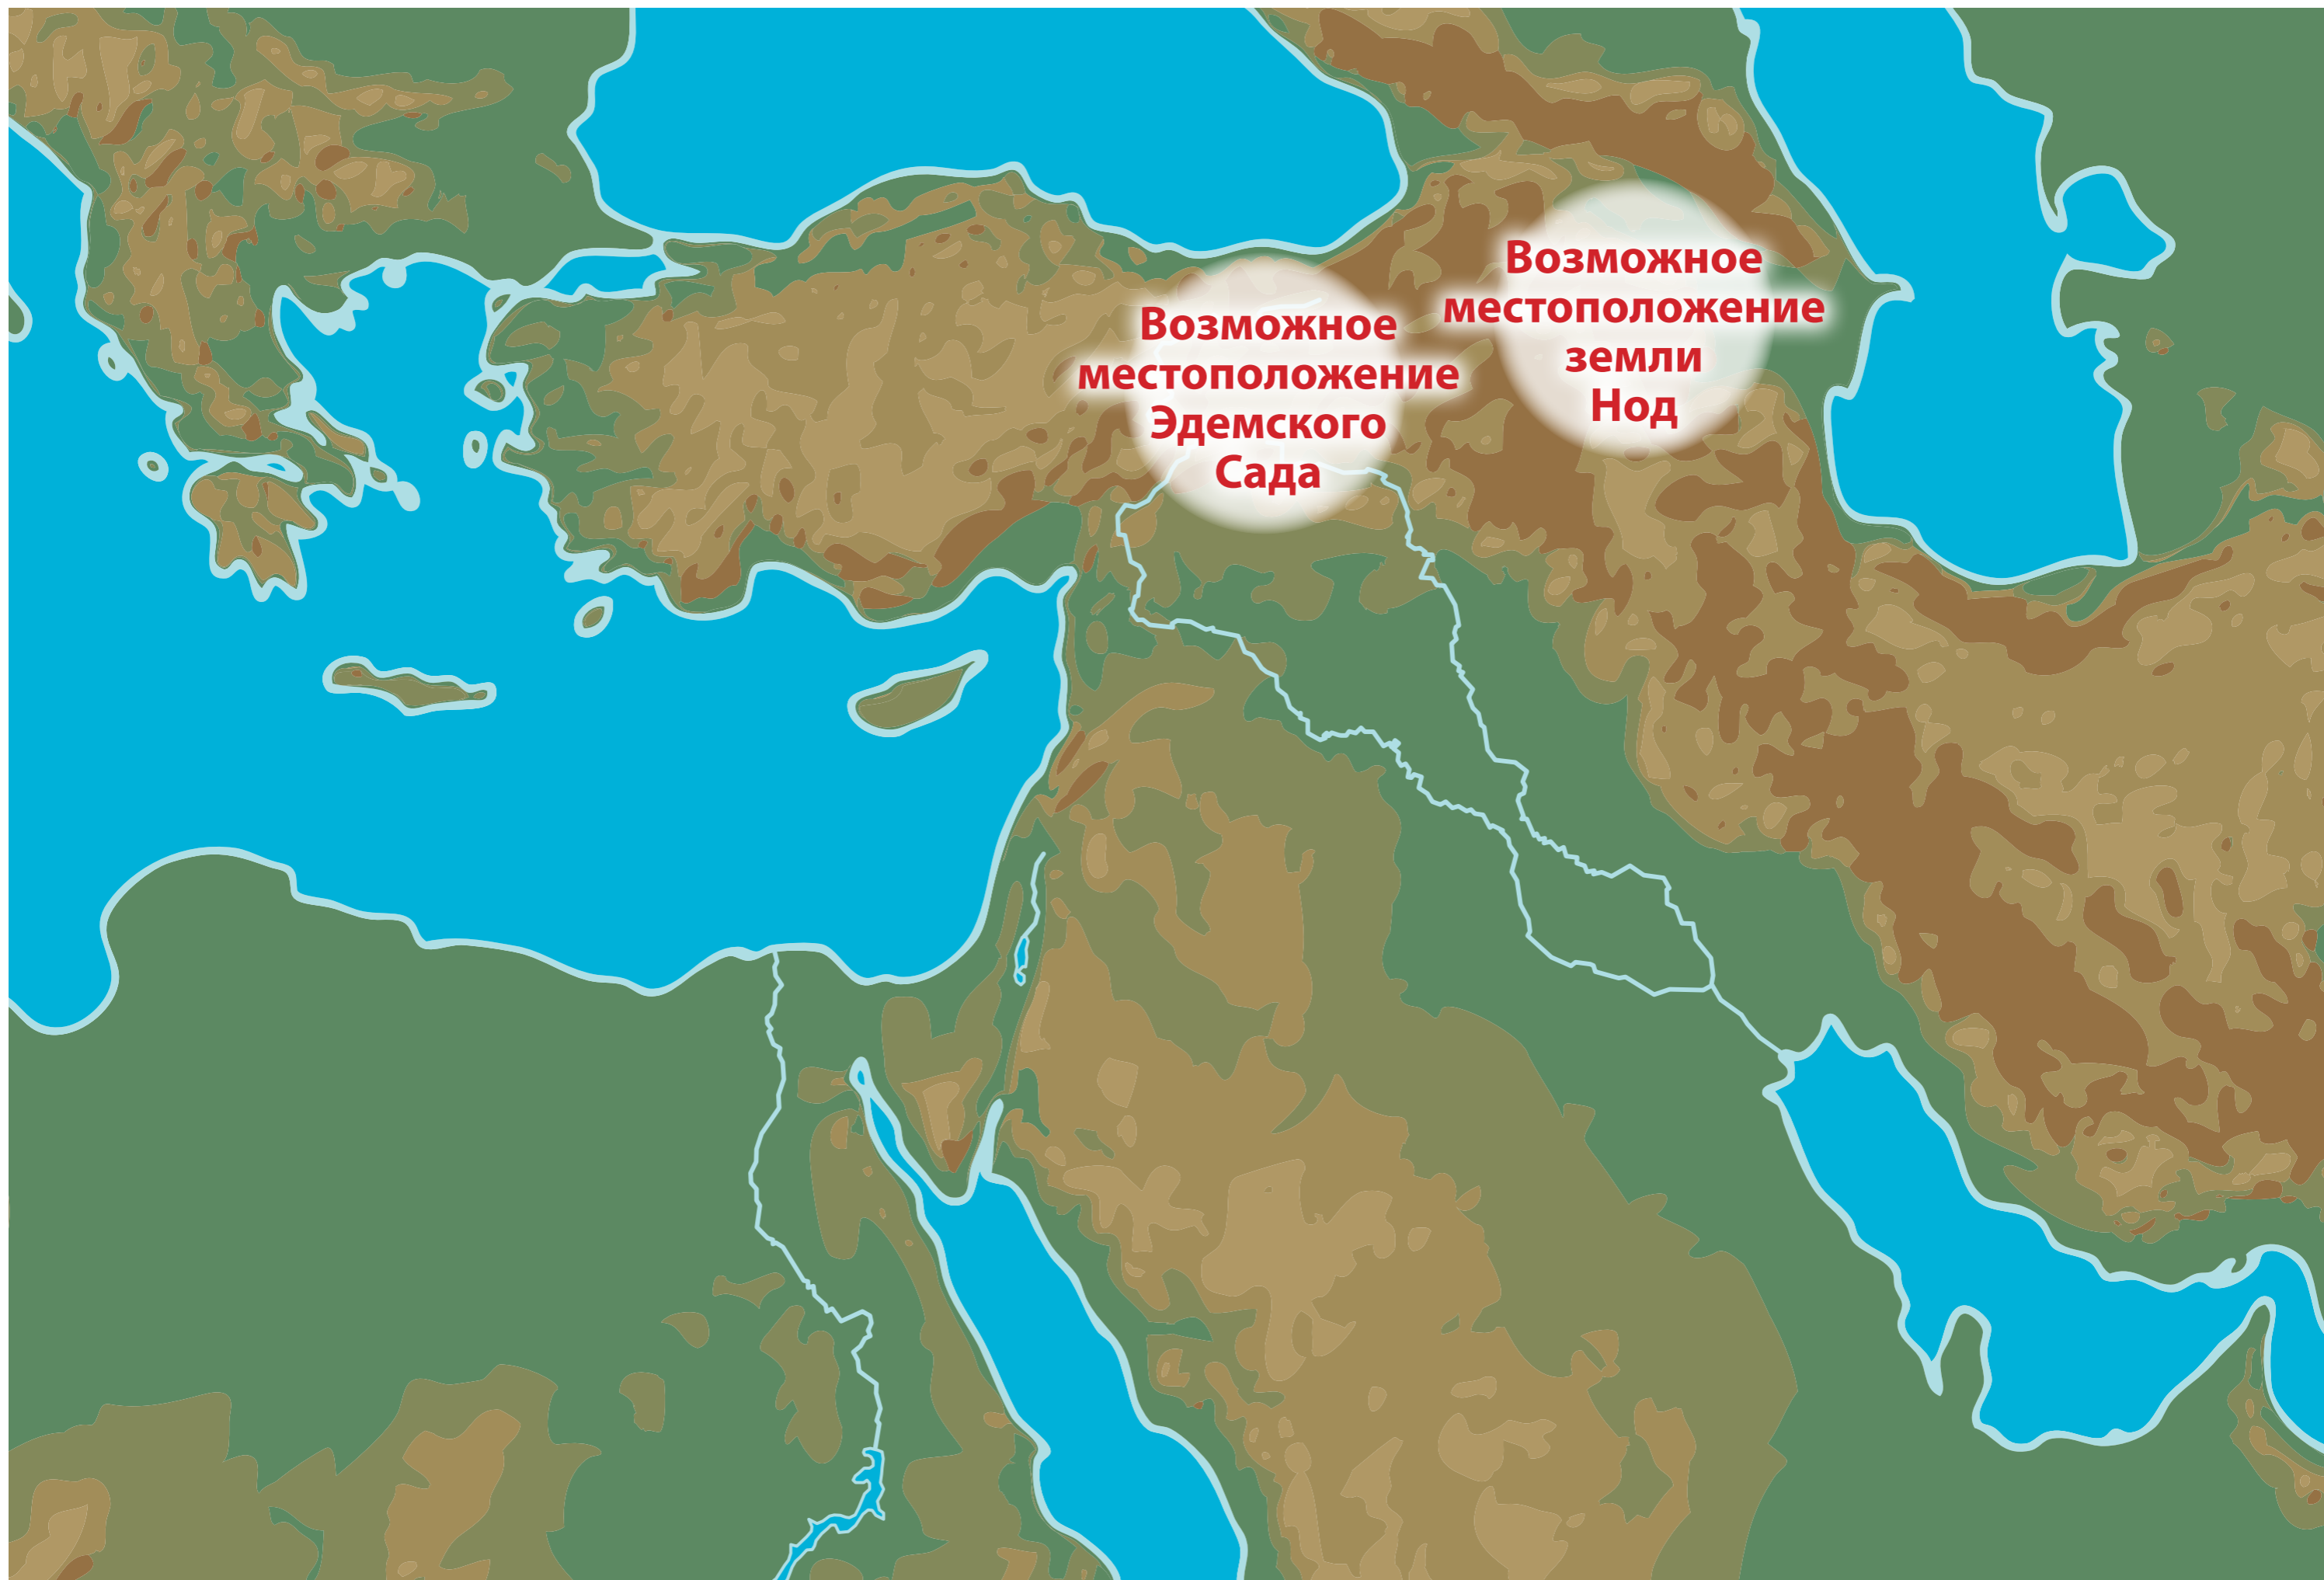 Возможное
местоположение
Эдемского
Сада
Возможное
местоположение
земли
Нод